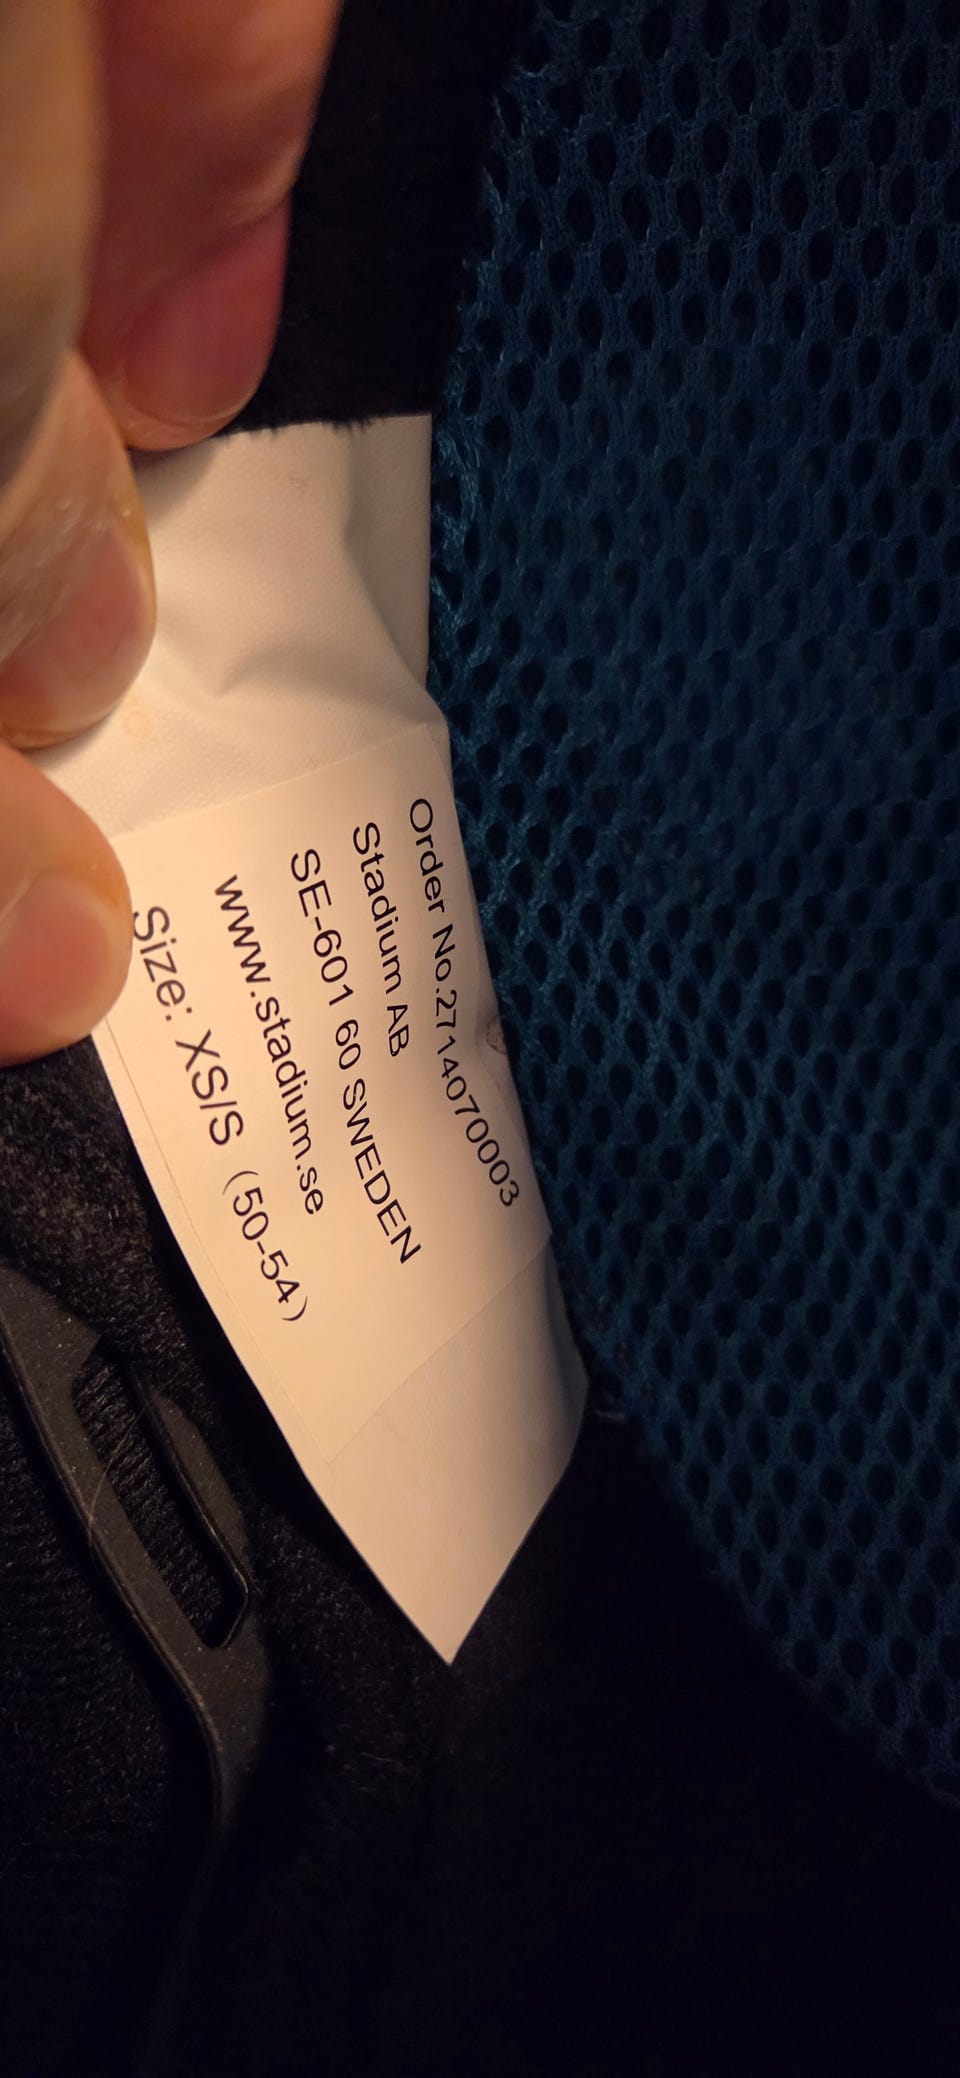 Order No.2714070003
Stadium AB
SE-601 60 SWEDEN
www.stadium.se
Size: XS/S (50-54)